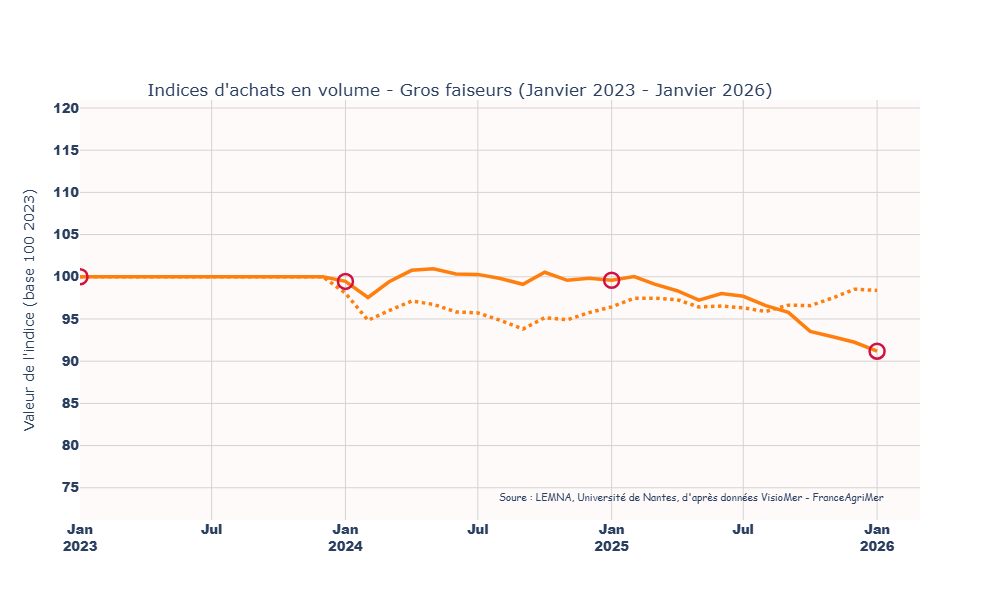 Indices d'achats en volume - Gros faiseurs (Janvier 2023 - Janvier 2026)
Valeur de l'indice (base 100 2023)
120
115
110
105
100
95
90
85
80
75
Soure : LEMNA, Université de Nantes, d'après données VisioMer - FranceAgriMer
Jan Jul Jan Jul Jan Jul Jan
2023 2024 2025 2026